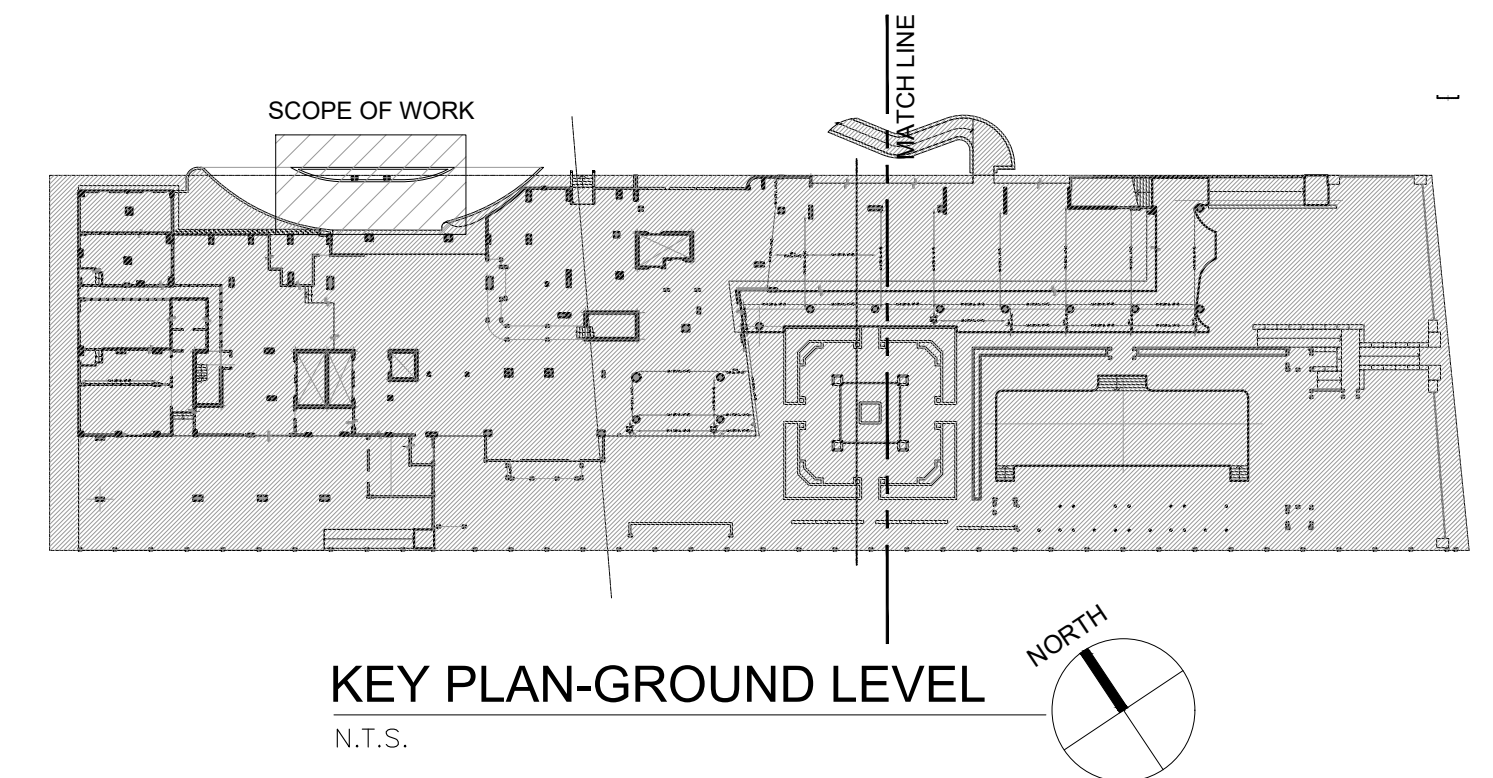 MATCH LINE
SCOPE OF WORK
KEY PLAN-GROUND LEVEL
NORTH
N.T.S.